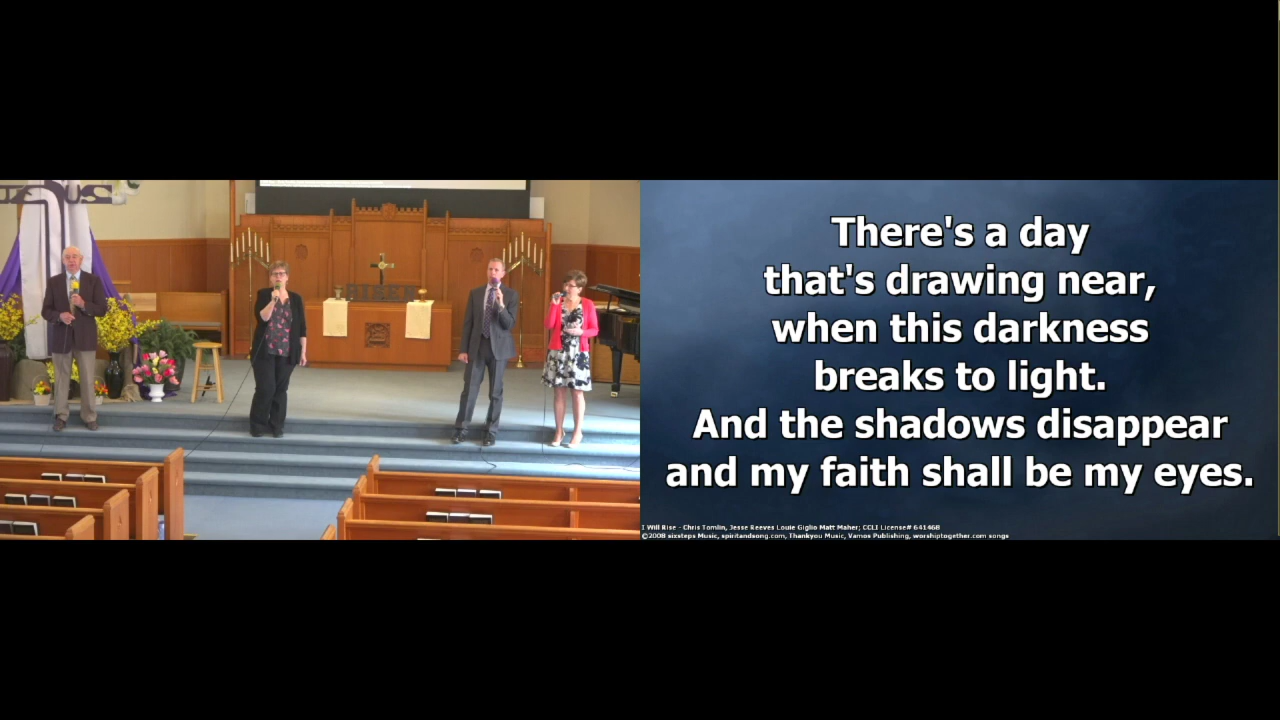 There's a day
that's drawing near,
when this darkness
breaks to light.
And the shadows disappear
and my faith shall be my eyes.
I Will Rise - Chris Tomlin, Jesse Reeves Louie Giglio Matt Maher; CCLI License# 641468
©2008 sixsteps Music, spiritandsong.com, Thankyou Music, Vamos Publishing, worshiptogether.com songs